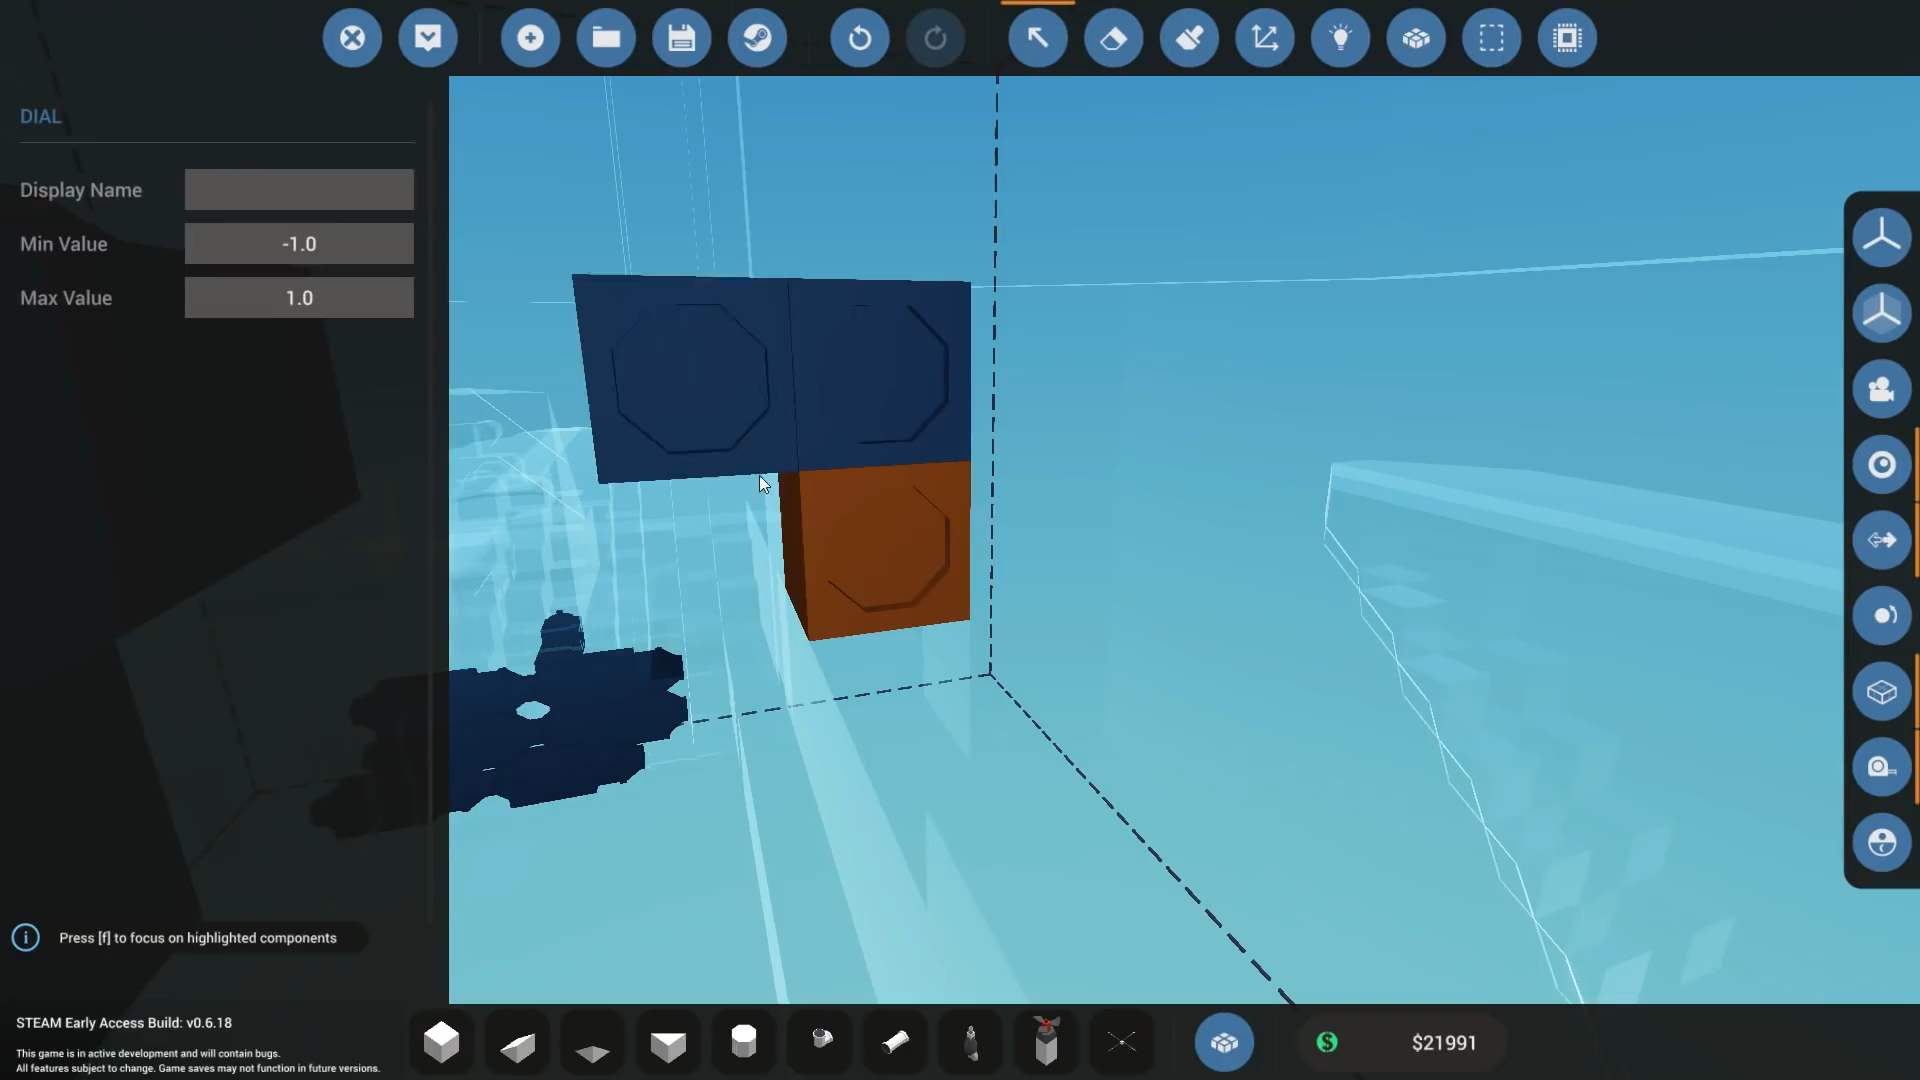 DIAL
Display Name
Min Value
-1.0
Max Value
1.0
Press [f] to focus on highlighted components
STEAM Early Access Build: v0.6.18
This game is in active development and will contain bugs.
All features subject to change. Game saves may not function in future versions.
$21991